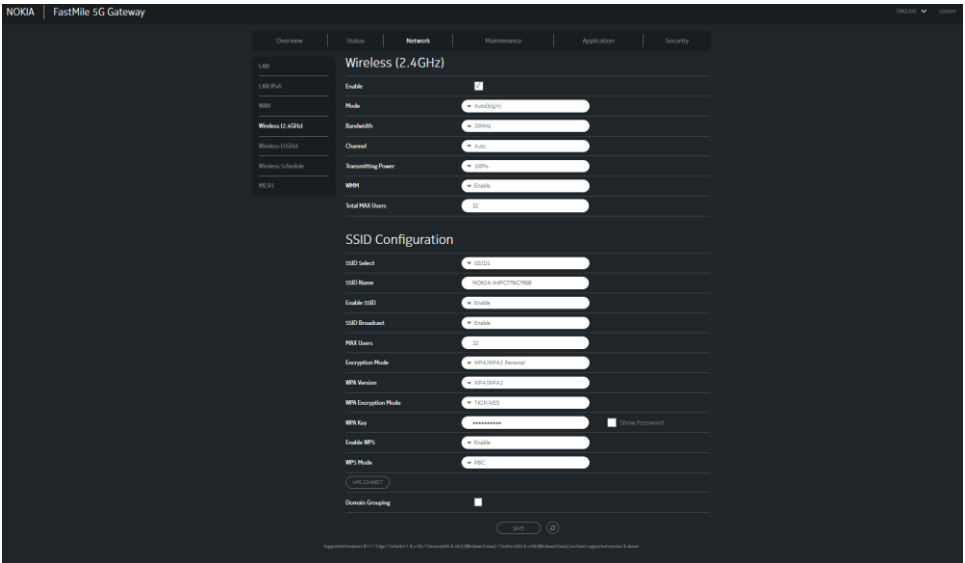 NOKIA FastMile 5G Gateway ENGLISH
Overview Status Network Maintenance Application Security
LAN
LAN IPv6
WAN
Wireless (2.4GHz)
Wireless (5GHz)
Wireless Schedule
MESH
Wireless (2.4GHz)
Enable
Mode Auto(b/g/n)
Bandwidth 20MHz
Channel Auto
Transmitting Power 100%
WMM Enable
Total MAX Users 32
SSID Configuration
SSID Select SSID1
SSID Name
Enable SSID Enable
SSID Broadcast Enable
MAX Users 32
Encryption Mode WPA/WPA2 Personal
WPA Version WPA/WPA2
WPA Encryption Mode TKIP/AES
WPA Key ********** Show Password
Enable WPS Enable
WPS Mode PBC
WPS CONNECT
Domain Grouping
SAVE